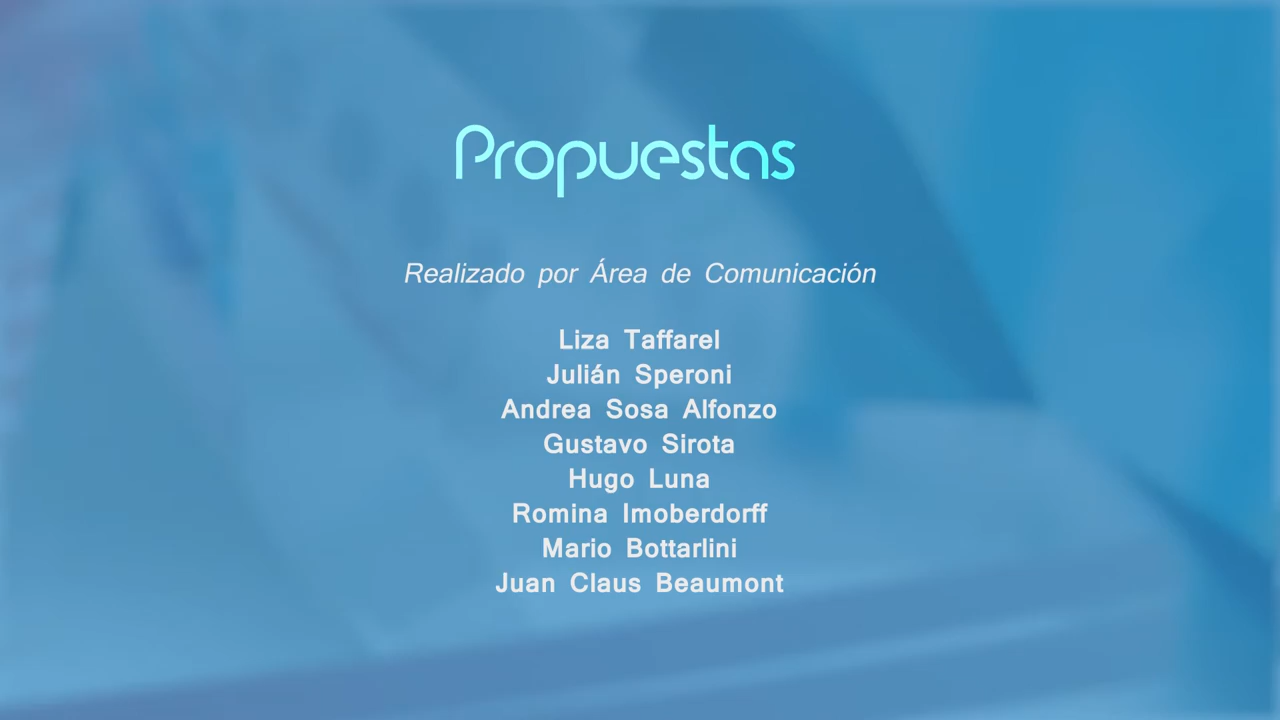 Propuestas
Realizado por Área de Comunicación
Liza Taffarel
Julián Speroni
Andrea Sosa Alfonzo
Gustavo Sirota
Hugo Luna
Romina Imoberdorff
Mario Bottarlini
Juan Claus Beaumont